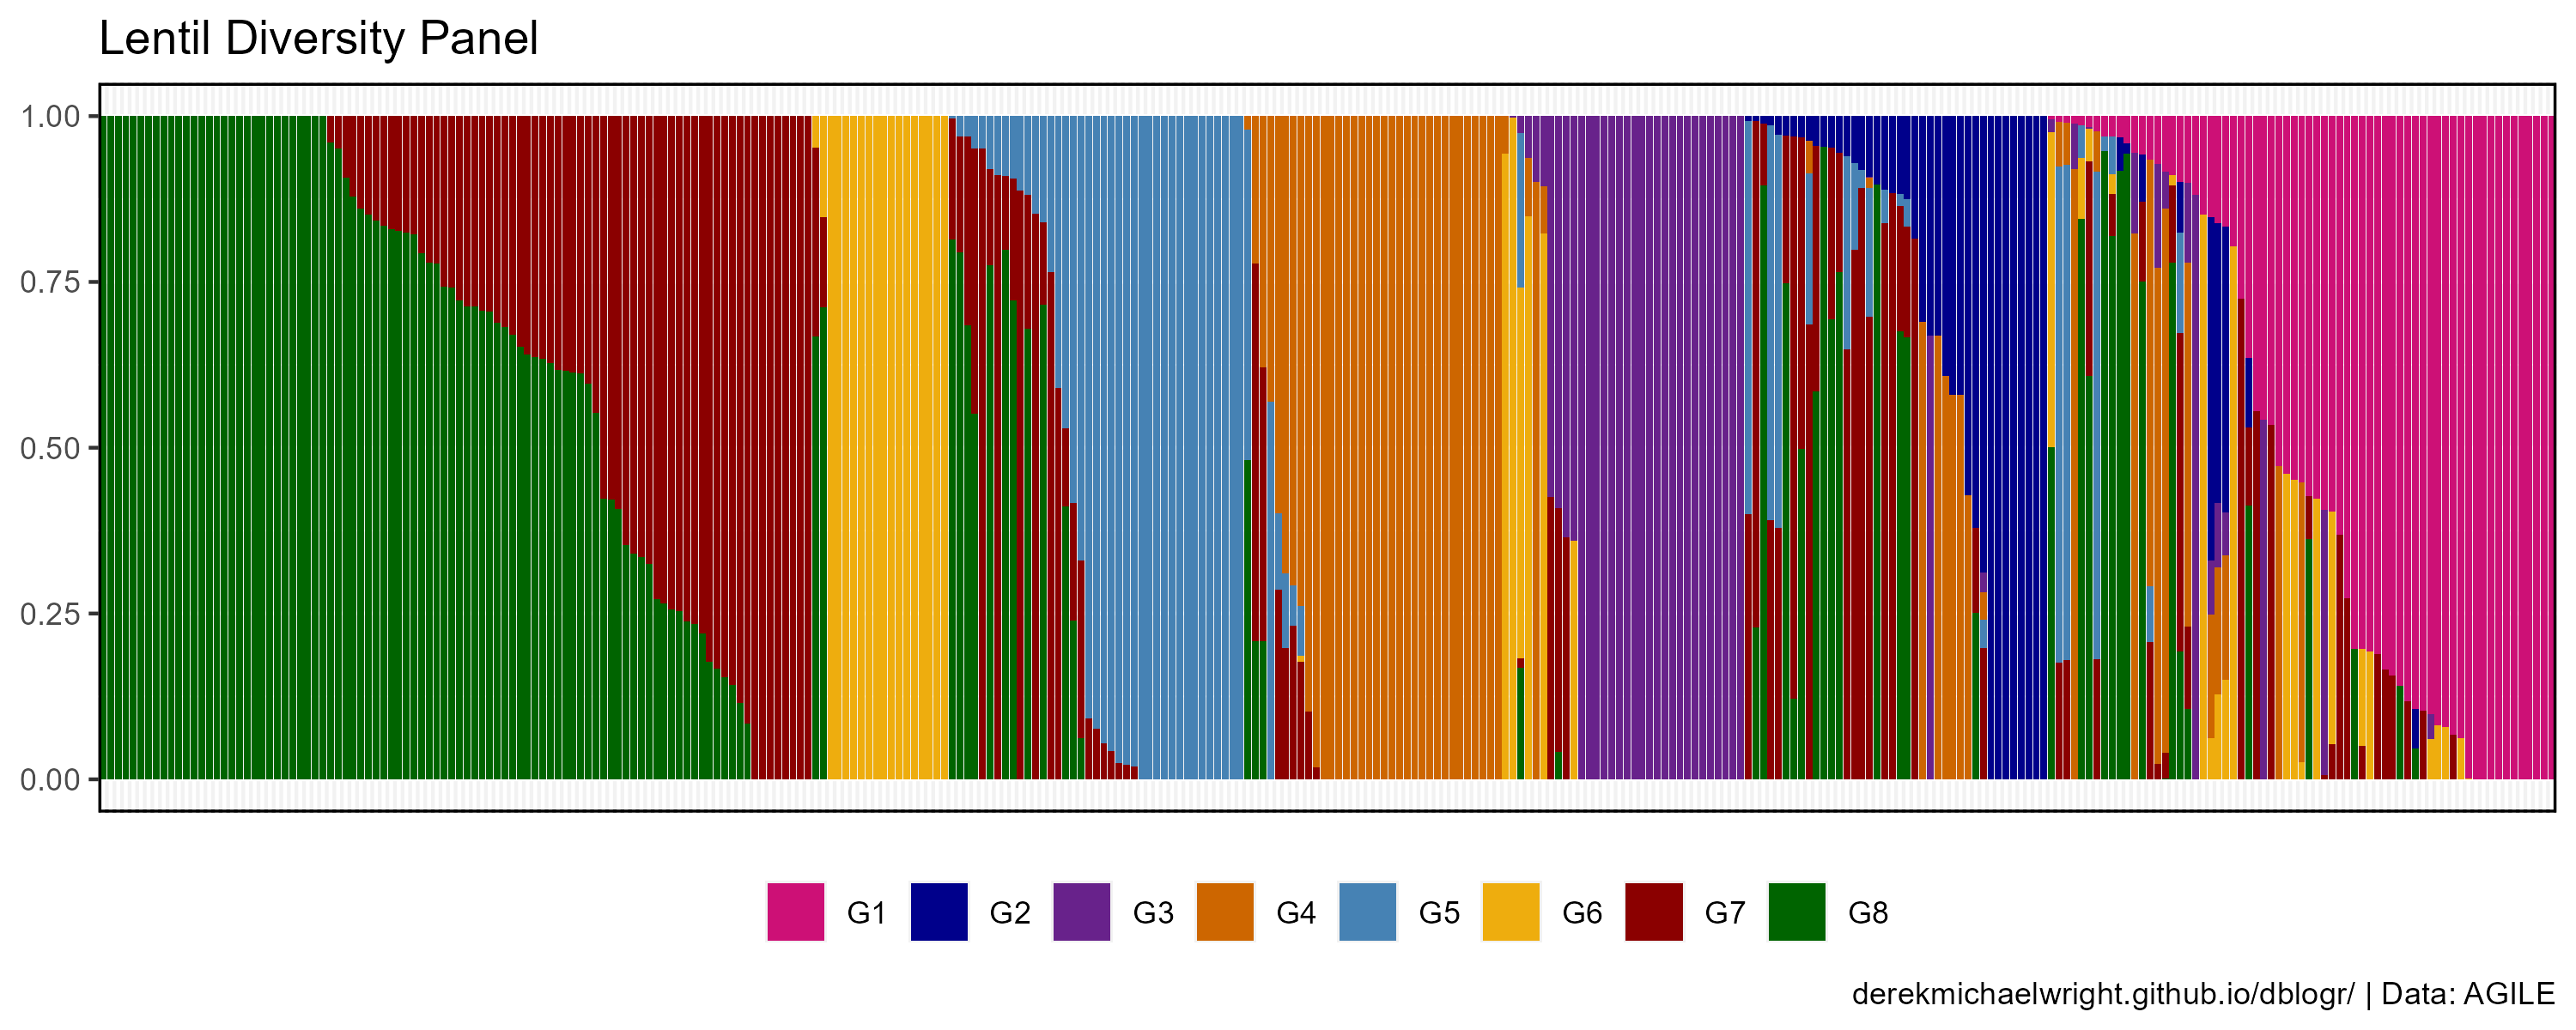 Lentil Diversity Panel
1.00
0.75
0.50
0.25
0.00
G1 G2 G3 G4 G5 G6 G7 G8
derekmichaelwright.github.io/dblogr/ | Data: AGILE